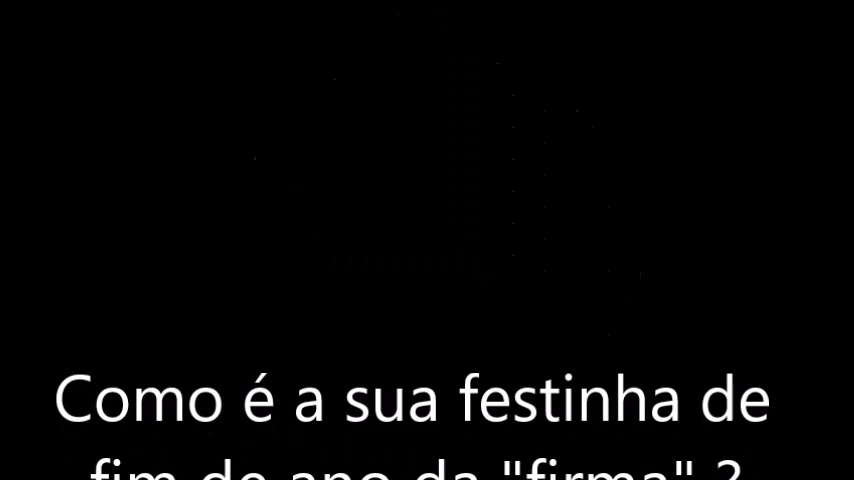 Como é a sua festinha de
fim de ano da "firma" ?